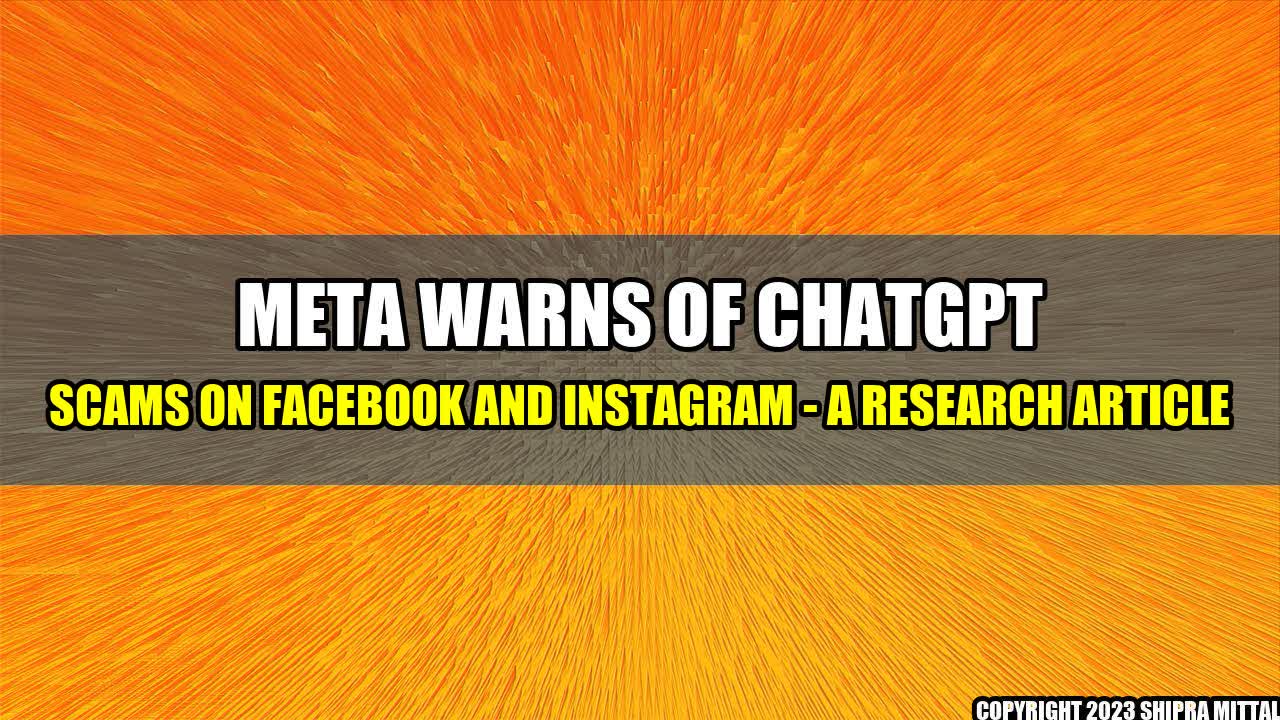 META WARNS OF CHATGPT
SCAMS ON FACEBOOK AND INSTAGRAM - A RESEARCH ARTICLE
COPYRIGHT 2023 SHIPRA MITTAL